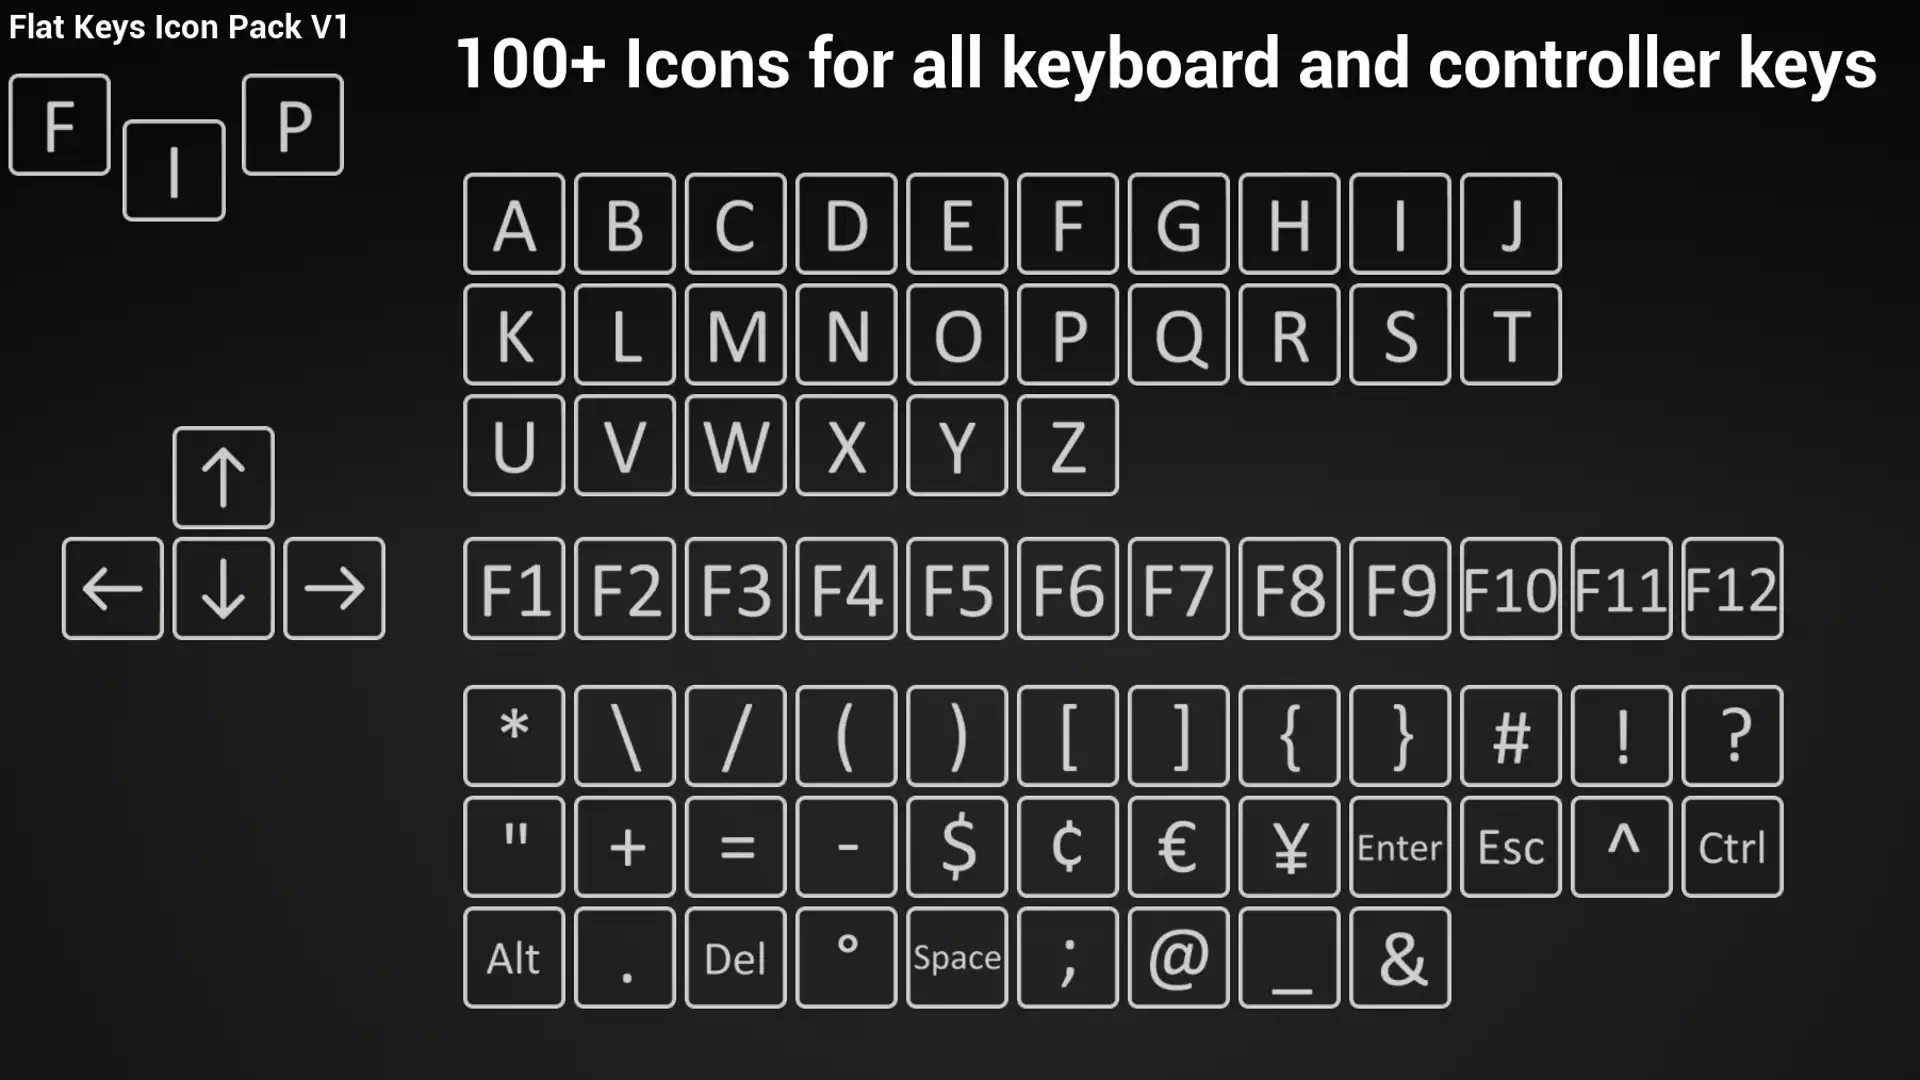 Flat Keys Icon Pack V1
100+ Icons for all keyboard and controller keys
F I P
A B C D E F G H I J
K L M N O P Q R S T
U V W X Y Z
↑
← ↓ →
F1 F2 F3 F4 F5 F6 F7 F8 F9 F10 F11 F12
* \ / ( ) [ ] { } # ! ?
" + = - $ ¢ € ¥ Enter Esc ^ Ctrl
Alt . Del ° Space ; @ _ &